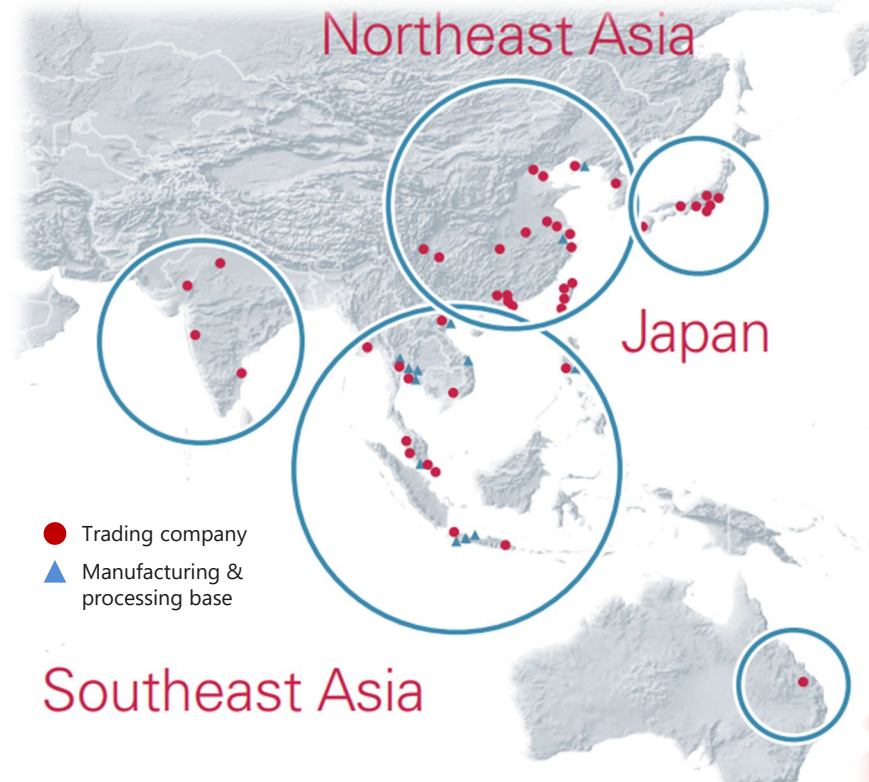 Northeast Asia
Japan
Trading company
Manufacturing &
processing base
Southeast Asia